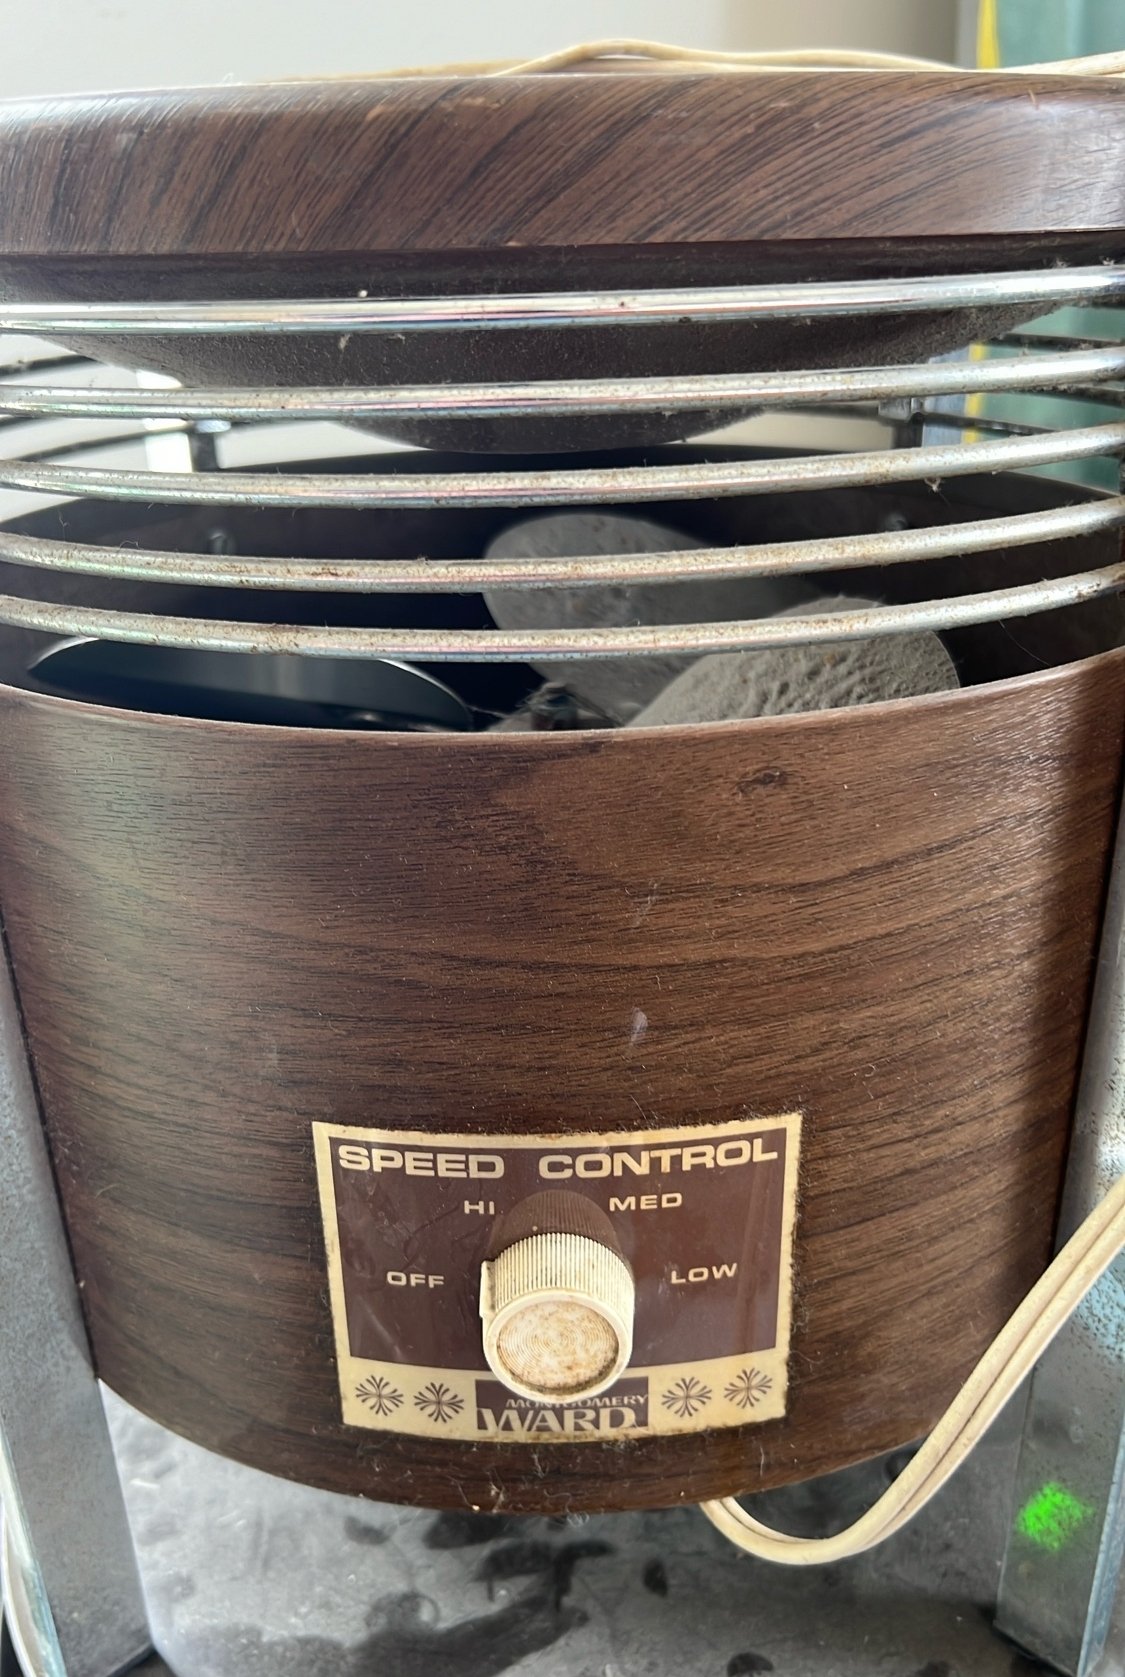 SPEED CONTROL
HI MED
OFF LOW
MONTGOMERY
WARD